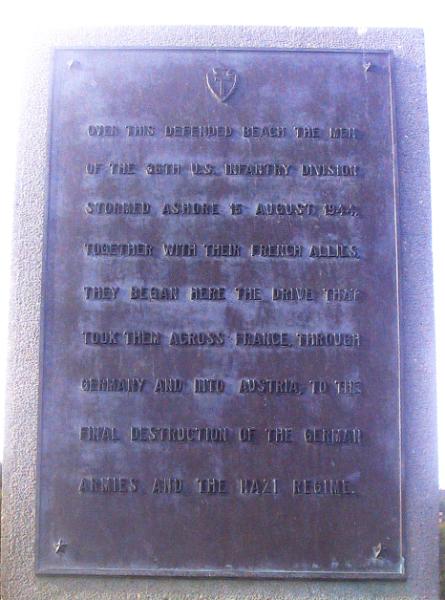 OVER THIS DEFENDED BEACH THE MEN
OF THE 36TH U.S. INFANTRY DIVISION
STORMED ASHORE 15 AUGUST 1944.
TOGETHER WITH THEIR FRENCH ALLIES
THEY BEGAN HERE THE DRIVE THAT
TOOK THEM ACROSS FRANCE, THROUGH
GERMANY AND INTO AUSTRIA, TO THE
FINAL DESTRUCTION OF THE GERMAN
ARMIES AND THE NAZI REGIME.